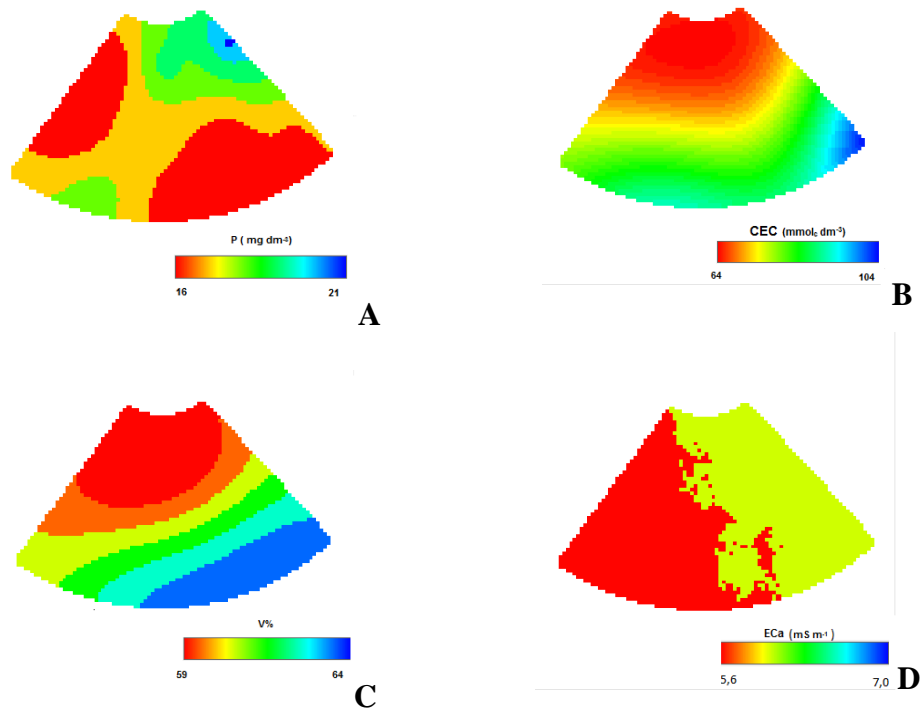 P ( mg dm-³)
16 21
A
CEC (mmolc dm-³)
64 104
B
V%
59 64
C
ECa (mS m-¹)
5,6 7,0
D